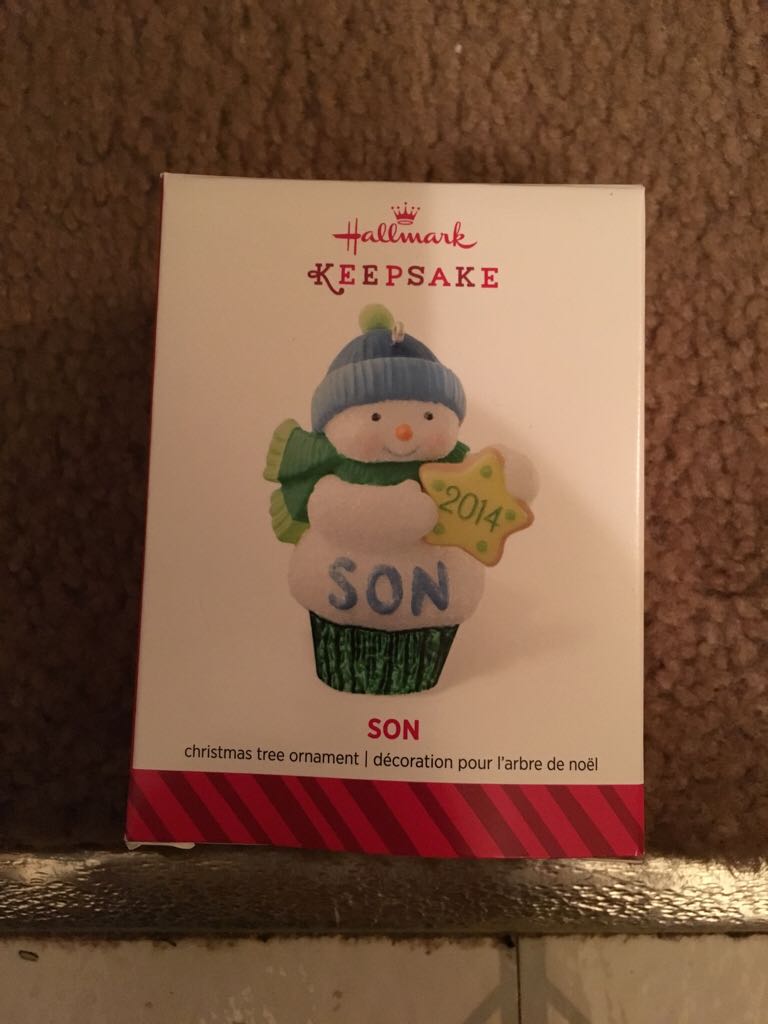 Hallmark
KEEPSAKE
2014
SON
SON
christmas tree ornament | décoration pour l'arbre de noël